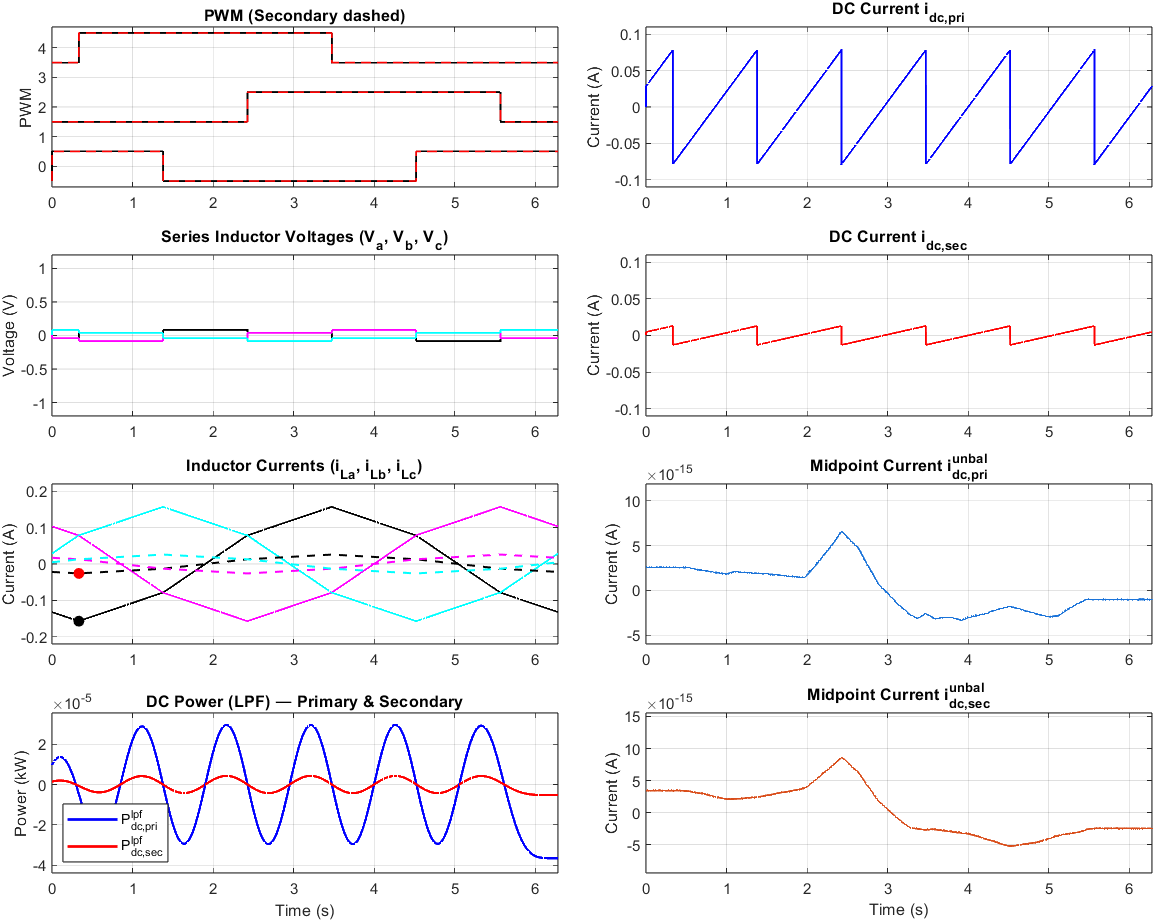 PWM (Secondary dashed)
PWM
4
3
2
1
0
0 1 2 3 4 5 6
DC Current i_dc,pri
Current (A)
0.1
0.05
0
-0.05
-0.1
0 1 2 3 4 5 6
Series Inductor Voltages (V_a, V_b, V_c)
Voltage (V)
1
0.5
0
-0.5
-1
0 1 2 3 4 5 6
DC Current i_dc,sec
Current (A)
0.1
0.05
0
-0.05
-0.1
0 1 2 3 4 5 6
Inductor Currents (i_La, i_Lb, i_Lc)
Current (A)
0.2
0.1
0
-0.1
-0.2
0 1 2 3 4 5 6
Midpoint Current i_dc,pri^unbal
×10^-15
Current (A)
10
5
0
-5
0 1 2 3 4 5 6
DC Power (LPF) — Primary & Secondary
×10^-5
Power (kW)
2
0
-2
-4
P_dc,pri^lpf
P_dc,sec^lpf
0 1 2 3 4 5 6
Time (s)
Midpoint Current i_dc,sec^unbal
×10^-15
Current (A)
15
10
5
0
-5
0 1 2 3 4 5 6
Time (s)